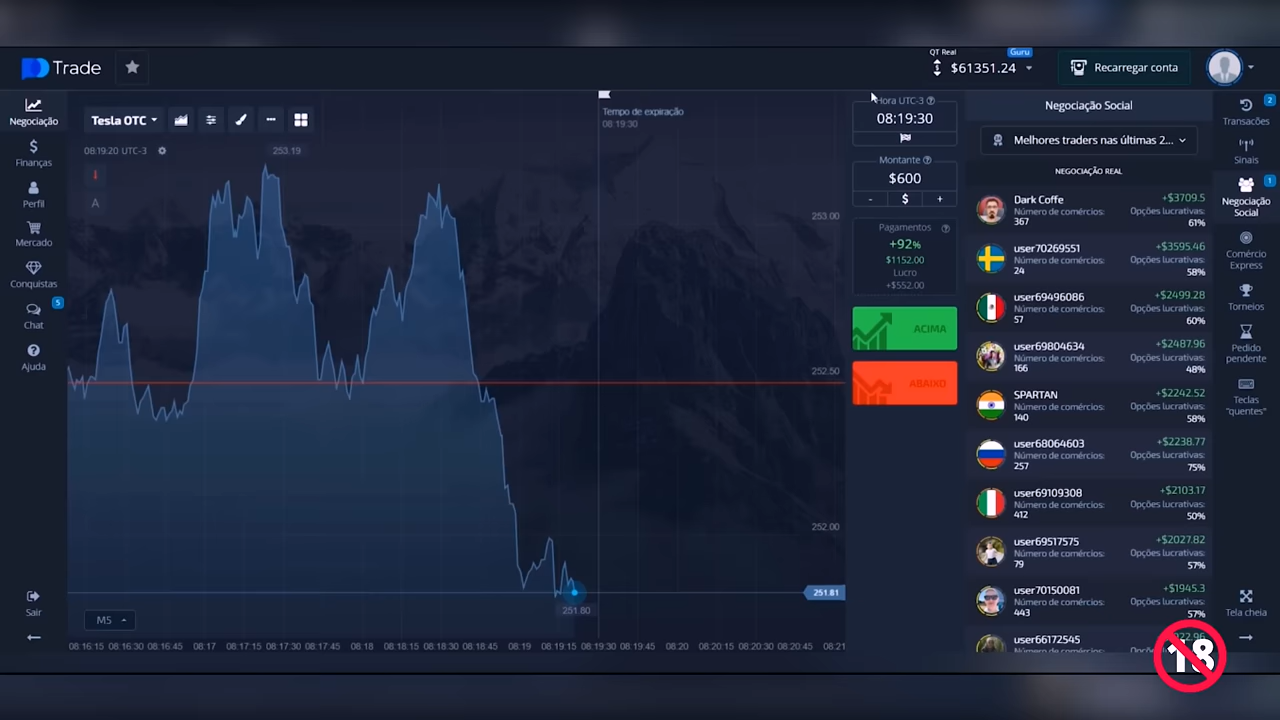 Trade
QT Real
Guru
$61351.24
Recarregar conta
Negociação
Finanças
Perfil
Mercado
Conquistas
Chat
5
Ajuda
Sair
Tesla OTC
08:19:20 UTC-3
253.19
A
Tempo de expiração
08:19:30
253.00
252.50
252.00
251.81
251.80
M5
08:16:15 08:16:30 08:16:45 08:17 08:17:15 08:17:30 08:17:45 08:18 08:18:15 08:18:30 08:18:45 08:19 08:19:15 08:19:30 08:19:45 08:20 08:20:15 08:20:30 08:20:45 08:21
Hora UTC-3
08:19:30
Montante
$600
- $ +
Pagamentos
+92%
$1152.00
Lucro
+$552.00
ACIMA
ABAIXO
Negociação Social
Melhores traders nas últimas 2...
NEGOCIAÇÃO REAL
Dark Coffe +$3709.5
Número de comércios: Opções lucrativas:
367 61%
user70269551 +$3595.46
Número de comércios: Opções lucrativas:
24 58%
user69496086 +$2499.28
Número de comércios: Opções lucrativas:
57 60%
user69804634 +$2487.96
Número de comércios: Opções lucrativas:
166 48%
SPARTAN +$2242.52
Número de comércios: Opções lucrativas:
140 58%
user68064603 +$2238.77
Número de comércios: Opções lucrativas:
257 75%
user69109308 +$2103.17
Número de comércios: Opções lucrativas:
412 50%
user69517575 +$2027.82
Número de comércios: Opções lucrativas:
79 57%
user70150081 +$1945.3
Número de comércios: Opções lucrativas:
443 57%
user66172545
2
Transações
Sinais
1
Negociação
Social
Comércio
Express
Torneios
Pedido
pendente
Teclas
"quentes"
Tela cheia
18